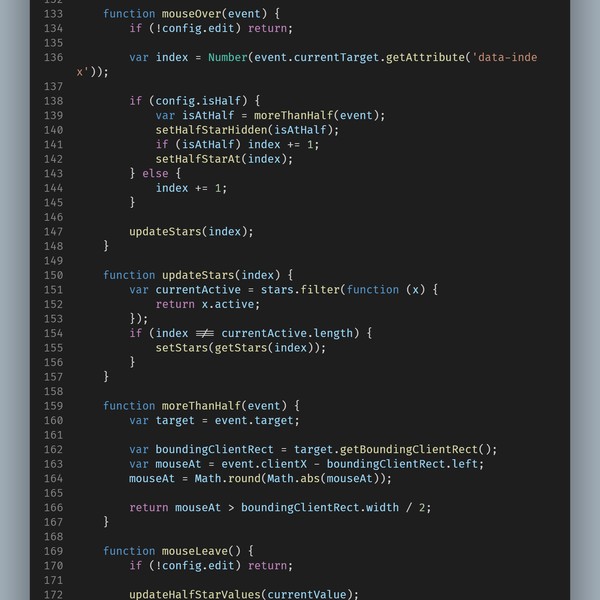 133 function mouseOver(event) {
134 if (!config.edit) return;
135
136 var index = Number(event.currentTarget.getAttribute('data-inde
x'));
137
138 if (config.isHalf) {
139 var isAtHalf = moreThanHalf(event);
140 setHalfStarHidden(isAtHalf);
141 if (isAtHalf) index += 1;
142 setHalfStarAt(index);
143 } else {
144 index += 1;
145 }
146
147 updateStars(index);
148 }
149
150 function updateStars(index) {
151 var currentActive = stars.filter(function (x) {
152 return x.active;
153 });
154 if (index !== currentActive.length) {
155 setStars(getStars(index));
156 }
157 }
158
159 function moreThanHalf(event) {
160 var target = event.target;
161
162 var boundingClientRect = target.getBoundingClientRect();
163 var mouseAt = event.clientX - boundingClientRect.left;
164 mouseAt = Math.round(Math.abs(mouseAt));
165
166 return mouseAt > boundingClientRect.width / 2;
167 }
168
169 function mouseLeave() {
170 if (!config.edit) return;
171
172 updateHalfStarValues(currentValue);